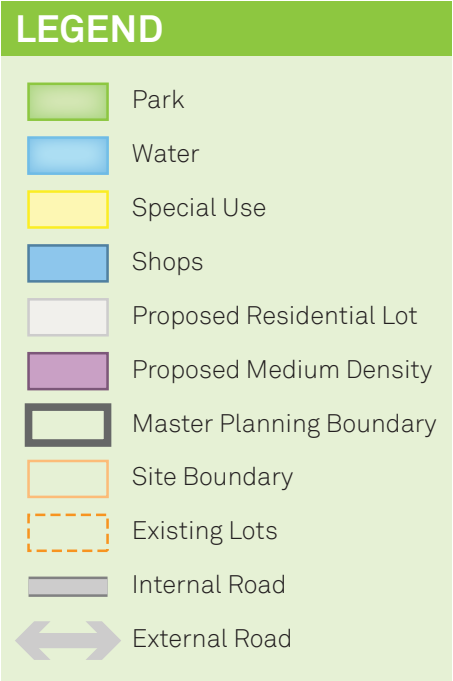 LEGEND
Park
Water
Special Use
Shops
Proposed Residential Lot
Proposed Medium Density
Master Planning Boundary
Site Boundary
Existing Lots
Internal Road
External Road